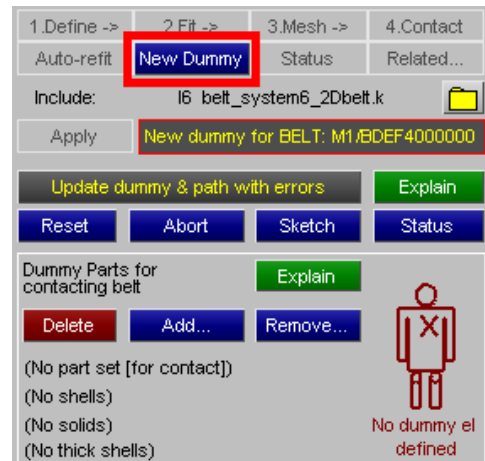 1.Define -> 2.Fit -> 3.Mesh -> 4.Contact
Auto-refit New Dummy Status Related...
Include: I6 belt_system6_2Dbelt.k
Apply New dummy for BELT: M1/BDEF4000000
Update dummy & path with errors Explain
Reset Abort Sketch Status
Dummy Parts for
contacting belt Explain
Delete Add... Remove...
(No part set [for contact])
(No shells)
(No solids)
(No thick shells)
No dummy el
defined